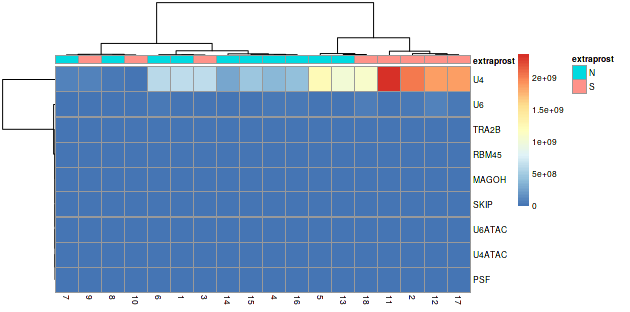 extraprost
extraprost
N
S
U4
U6
TRA2B
RBM45
MAGOH
SKIP
U6ATAC
U4ATAC
PSF
2e+09
1.5e+09
1e+09
5e+08
0
7 9 8 10 6 1 3 14 15 4 16 5 13 18 11 2 12 17